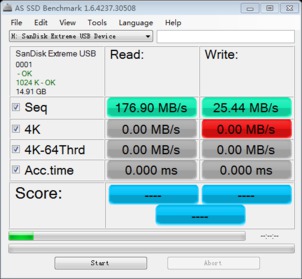 AS SSD Benchmark 1.6.4237.30508
File Edit View Tools Language Help
M: SanDisk Extreme USB Device
SanDisk Extreme USB
0001
- OK
1024 K - OK
14.91 GB
Read: Write:
Seq 176.90 MB/s 25.44 MB/s
4K 0.00 MB/s 0.00 MB/s
4K-64Thrd 0.00 MB/s 0.00 MB/s
Acc.time 0.000 ms 0.000 ms
Score: ---- ----
----
--:--:--
Start Abort